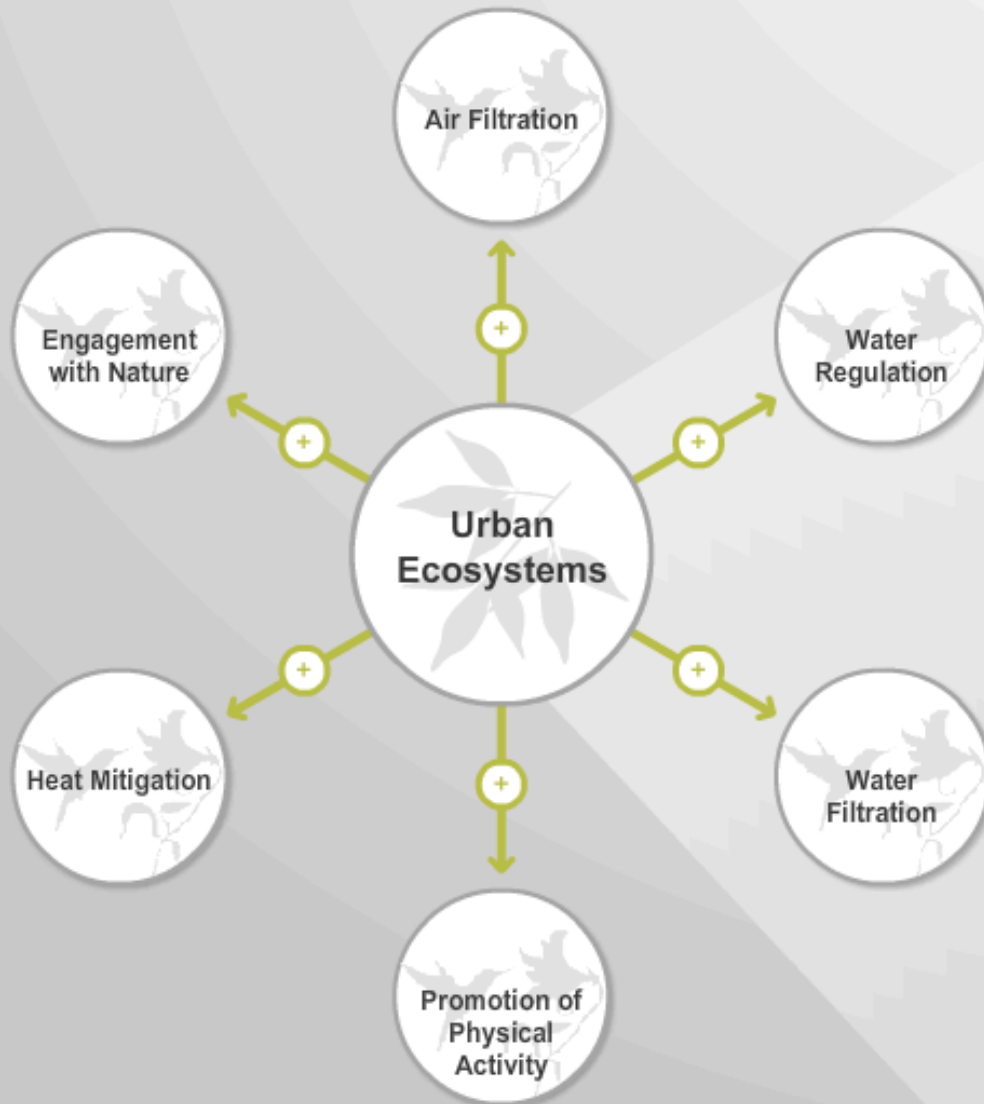 Air Filtration
Engagement
with Nature
Water
Regulation
+
+
+
Urban
Ecosystems
+
+
+
Heat Mitigation
Water
Filtration
Promotion of
Physical
Activity